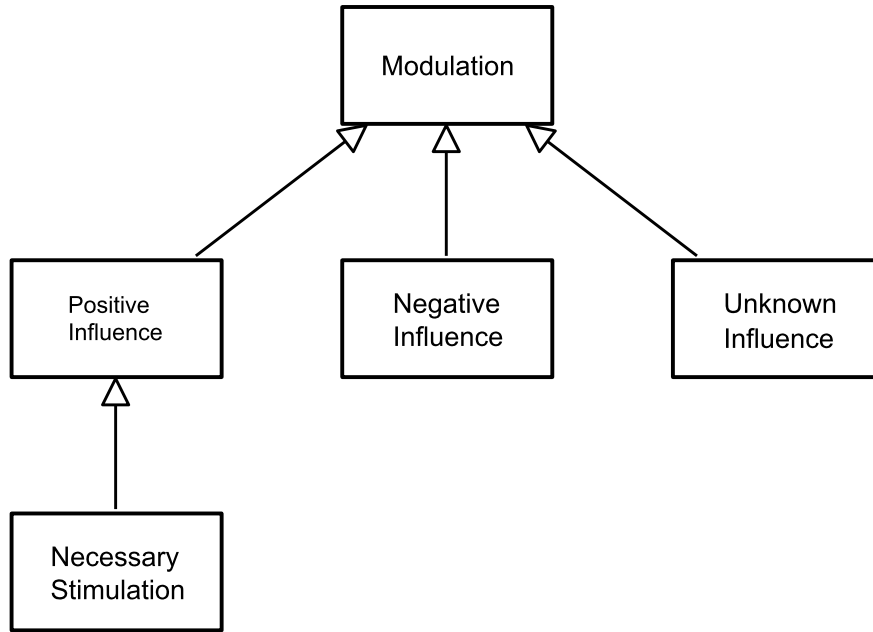 Modulation
Positive
Influence
Negative
Influence
Unknown
Influence
Necessary
Stimulation